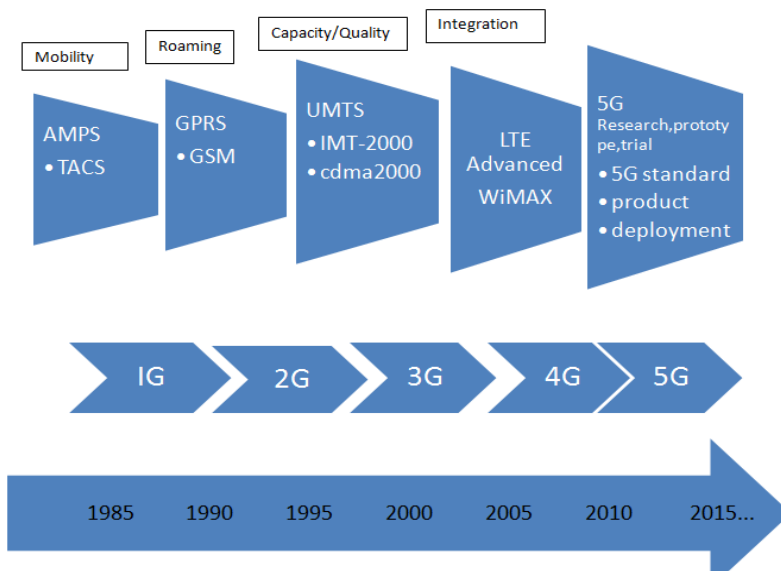 Mobility
Roaming
Capacity/Quality
Integration
AMPS
• TACS
GPRS
• GSM
UMTS
• IMT-2000
• cdma2000
LTE
Advanced
WiMAX
5G
Research,prototy
pe,trial
• 5G standard
• product
• deployment
IG
2G
3G
4G
5G
1985
1990
1995
2000
2005
2010
2015...